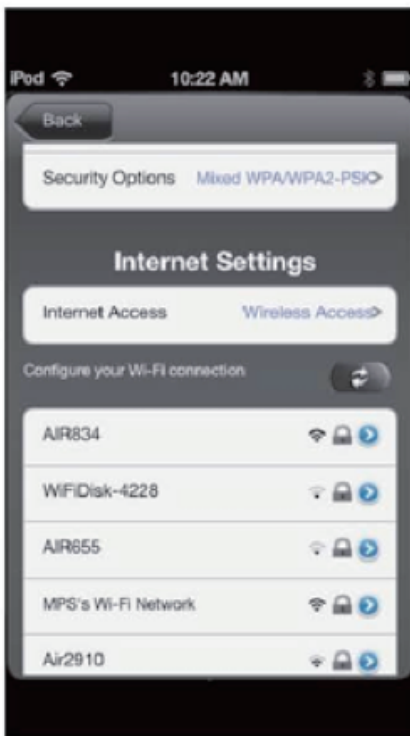 iPod 10:22 AM
Back
Security Options Mixed WPA/WPA2-PSK>
Internet Settings
Internet Access Wireless Access>
Configure your Wi-Fi connection
AIR834
WiFiDisk-4228
AIR655
MPS's Wi-Fi Network
Air2910